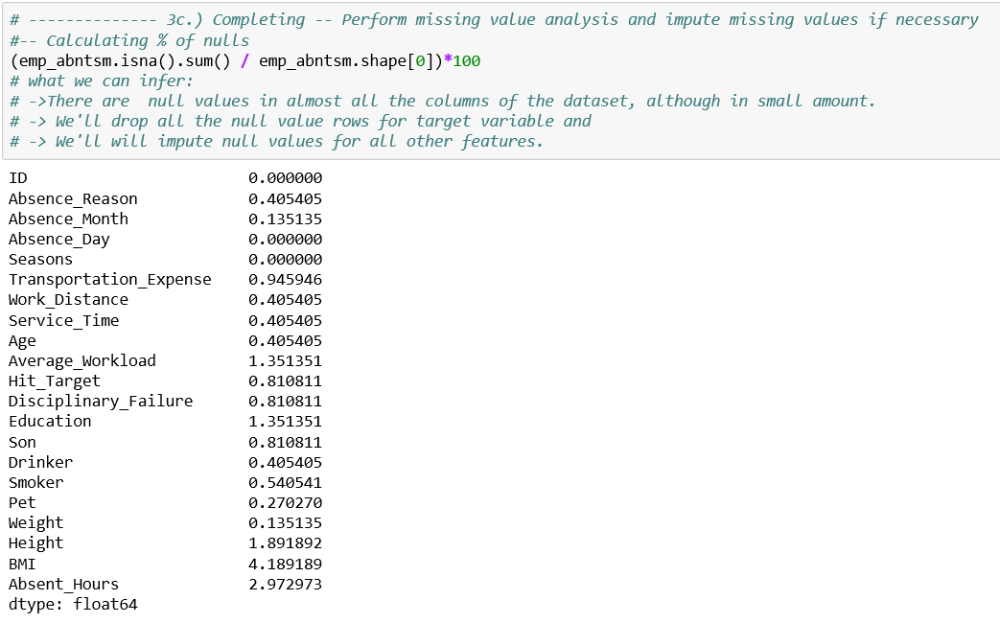 # -------------- 3c.) Completing -- Perform missing value analysis and impute missing values if necessary
#-- Calculating % of nulls
(emp_abntsm.isna().sum() / emp_abntsm.shape[0])*100
# what we can infer:
# ->There are  null values in almost all the columns of the dataset, although in small amount.
# -> We'll drop all the null value rows for target variable and
# -> We'll will impute null values for all other features.
ID                        0.000000
Absence_Reason            0.405405
Absence_Month             0.135135
Absence_Day               0.000000
Seasons                   0.000000
Transportation_Expense    0.945946
Work_Distance             0.405405
Service_Time              0.405405
Age                       0.405405
Average_Workload          1.351351
Hit_Target                0.810811
Disciplinary_Failure      0.810811
Education                 1.351351
Son                       0.810811
Drinker                   0.405405
Smoker                    0.540541
Pet                       0.270270
Weight                    0.135135
Height                    1.891892
BMI                       4.189189
Absent_Hours              2.972973
dtype: float64